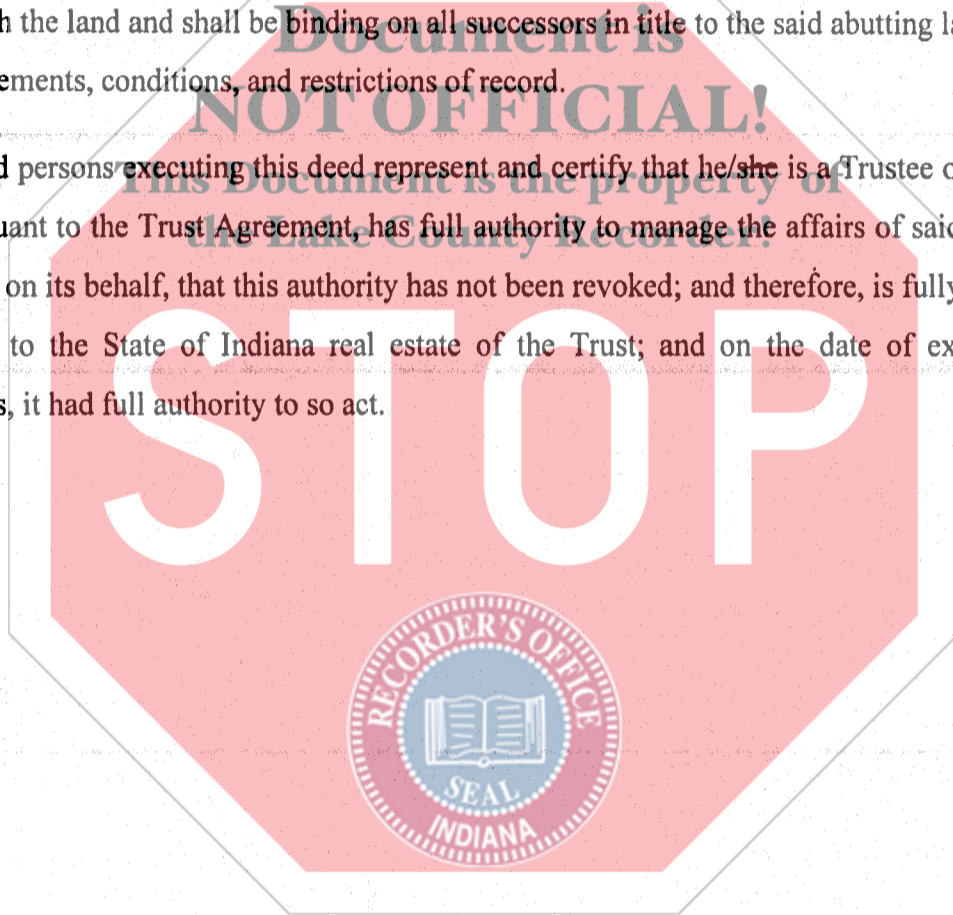 h the land and shall be binding on all successors in title to the said abutting la
Document is
ements, conditions, and restrictions of record.
NOT OFFICIAL!
d persons executing this deed represent and certify that he/she is a Trustee o
This Document is the property of
uant to the Trust Agreement, has full authority to manage the affairs of said
the Lake County Recorder!
on its behalf, that this authority has not been revoked; and therefore, is fully
to the State of Indiana real estate of the Trust; and on the date of ex
s, it had full authority to so act.
STOP
RECORDER'S OFFICE
SEAL
INDIANA